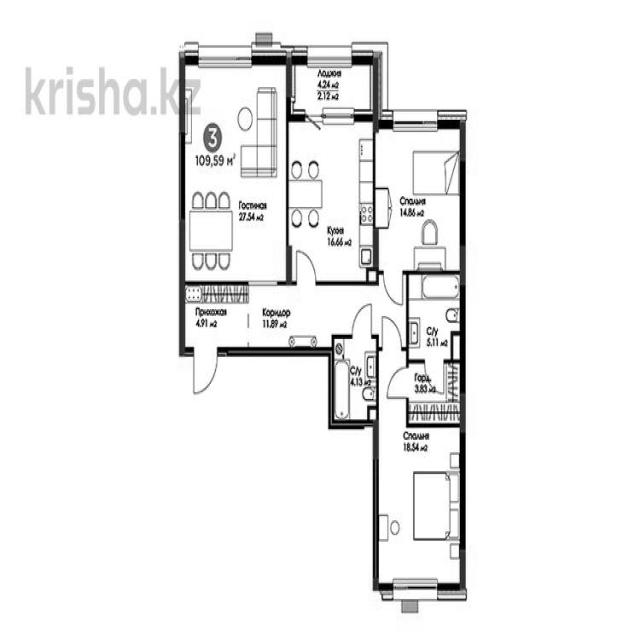 krisha.kz
3
109,59 м²
Лоджия
4.24 м2
2.12 м2
Гостиная
27.54 м2
Кухня
16.66 м2
Спальня
14.86 м2
Прихожая
4.91 м2
Коридор
11.89 м2
С/у
5.11 м2
С/у
4.13 м2
Гард.
3.83 м2
Спальня
18.54 м2